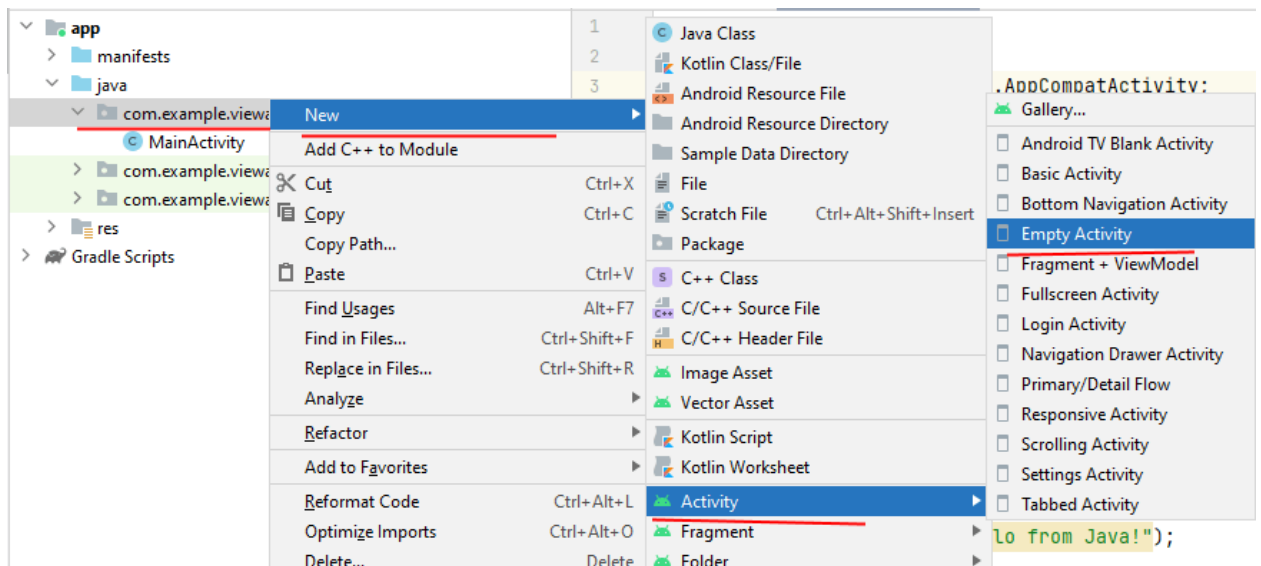 app
manifests
java
com.example.viewa
MainActivity
com.example.viewa
com.example.viewa
res
Gradle Scripts
1
2
3
.AppCompatActivity;
lo from Java!");
New
Add C++ to Module
Cut Ctrl+X
Copy Ctrl+C
Copy Path...
Paste Ctrl+V
Find Usages Alt+F7
Find in Files... Ctrl+Shift+F
Replace in Files... Ctrl+Shift+R
Analyze
Refactor
Add to Favorites
Reformat Code Ctrl+Alt+L
Optimize Imports Ctrl+Alt+O
Delete... Delete
Java Class
Kotlin Class/File
Android Resource File
Android Resource Directory
Sample Data Directory
File
Scratch File Ctrl+Alt+Shift+Insert
Package
C++ Class
C/C++ Source File
C/C++ Header File
Image Asset
Vector Asset
Kotlin Script
Kotlin Worksheet
Activity
Fragment
Folder
Gallery...
Android TV Blank Activity
Basic Activity
Bottom Navigation Activity
Empty Activity
Fragment + ViewModel
Fullscreen Activity
Login Activity
Navigation Drawer Activity
Primary/Detail Flow
Responsive Activity
Scrolling Activity
Settings Activity
Tabbed Activity